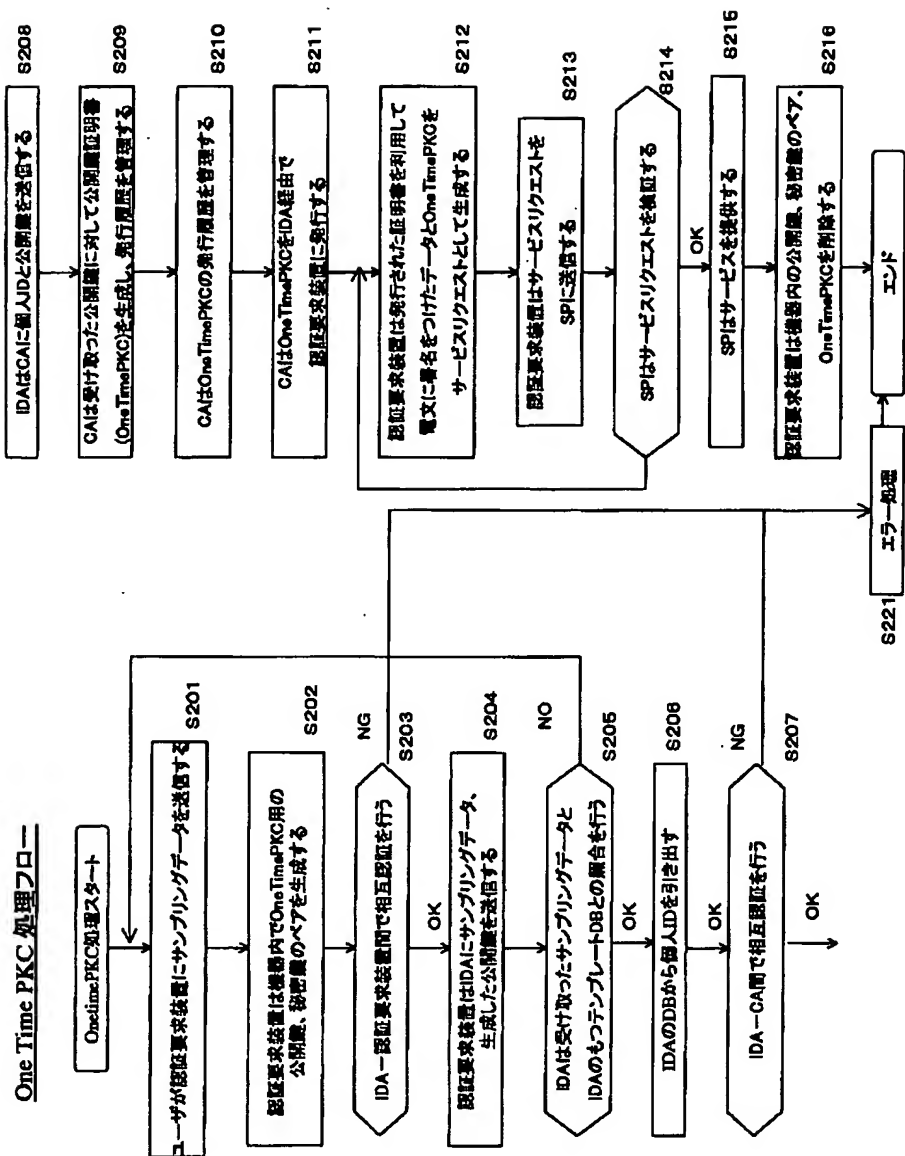 One Time PKC 処理フロー
OnetimePKC処理スタート
ユーザが認証要求装置にサンプリングデータを送信する
S201
認証要求装置は機器内でOneTimePKC用の
公開鍵、秘密鍵のペアを生成する
S202
IDAー認証要求装置間で相互認証を行う
NG
S203
OK
認証要求装置はIDAにサンプリングデータ、
生成した公開鍵を送信する
S204
IDAは受け取ったサンプリングデータと
IDAのもつテンプレートDBとの照合を行う
NO
S205
OK
IDAのDBから個人IDを引き出す
S206
OK
IDAーCA間で相互認証を行う
NG
S207
OK
IDAはCAに個人IDと公開鍵を送信する
S208
CAは受け取った公開鍵に対して公開鍵証明書
(OneTimePKC)を生成し、発行履歴を管理する
S209
CAはOneTimePKCの発行履歴を管理する
S210
CAはOneTimePKCをIDA経由で
認証要求装置に発行する
S211
認証要求装置は発行された証明書を利用して
電文に署名をつけたデータとOneTimePKCを
サービスリクエストとして生成する
S212
認証要求装置はサービスリクエストを
SPに送信する
S213
SPはサービスリクエストを検証する
S214
OK
SPはサービスを提供する
S215
認証要求装置は機器内の公開鍵、秘密鍵のペア、
OneTimePKCを削除する
S216
エンド
エラー処理
S221